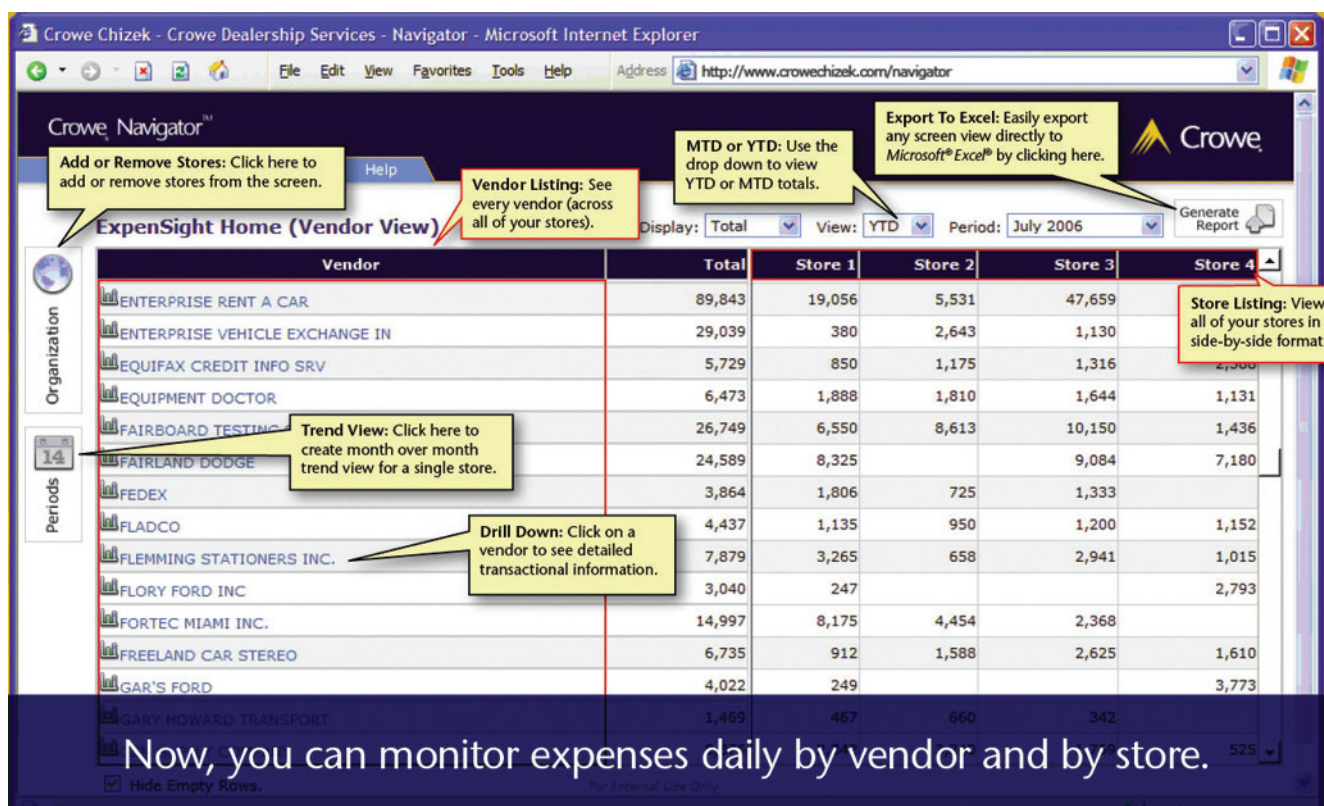 Crowe Chizek - Crowe Dealership Services - Navigator - Microsoft Internet Explorer
File Edit View Favorites Tools Help Address http://www.crowechizek.com/navigator
Crowe Navigator™
Crowe
Help
Add or Remove Stores: Click here to
add or remove stores from the screen.
Vendor Listing: See
every vendor (across
all of your stores).
MTD or YTD: Use the
drop down to view
YTD or MTD totals.
Export To Excel: Easily export
any screen view directly to
Microsoft® Excel® by clicking here.
ExpenSight Home (Vendor View) Display: Total View: YTD Period: July 2006
Generate
Report
Organization
14
Periods
Vendor Total Store 1 Store 2 Store 3 Store 4
ENTERPRISE RENT A CAR 89,843 19,056 5,531 47,659
ENTERPRISE VEHICLE EXCHANGE IN 29,039 380 2,643 1,130
EQUIFAX CREDIT INFO SRV 5,729 850 1,175 1,316
EQUIPMENT DOCTOR 6,473 1,888 1,810 1,644 1,131
FAIRBOARD TESTING 26,749 6,550 8,613 10,150 1,436
FAIRLAND DODGE 24,589 8,325 9,084 7,180
FEDEX 3,864 1,806 725 1,333
FLADCO 4,437 1,135 950 1,200 1,152
FLEMMING STATIONERS INC. 7,879 3,265 658 2,941 1,015
FLORY FORD INC 3,040 247 2,793
FORTEC MIAMI INC. 14,997 8,175 4,454 2,368
FREELAND CAR STEREO 6,735 912 1,588 2,625 1,610
GAR'S FORD 4,022 249 3,773
GARY HOWARD TRANSPORT 1,469 467 660 342
525
Store Listing: View
all of your stores in
side-by-side format
Trend View: Click here to
create month over month
trend view for a single store.
Drill Down: Click on a
vendor to see detailed
transactional information.
Now, you can monitor expenses daily by vendor and by store.
Hide Empty Rows. For Internal Use Only